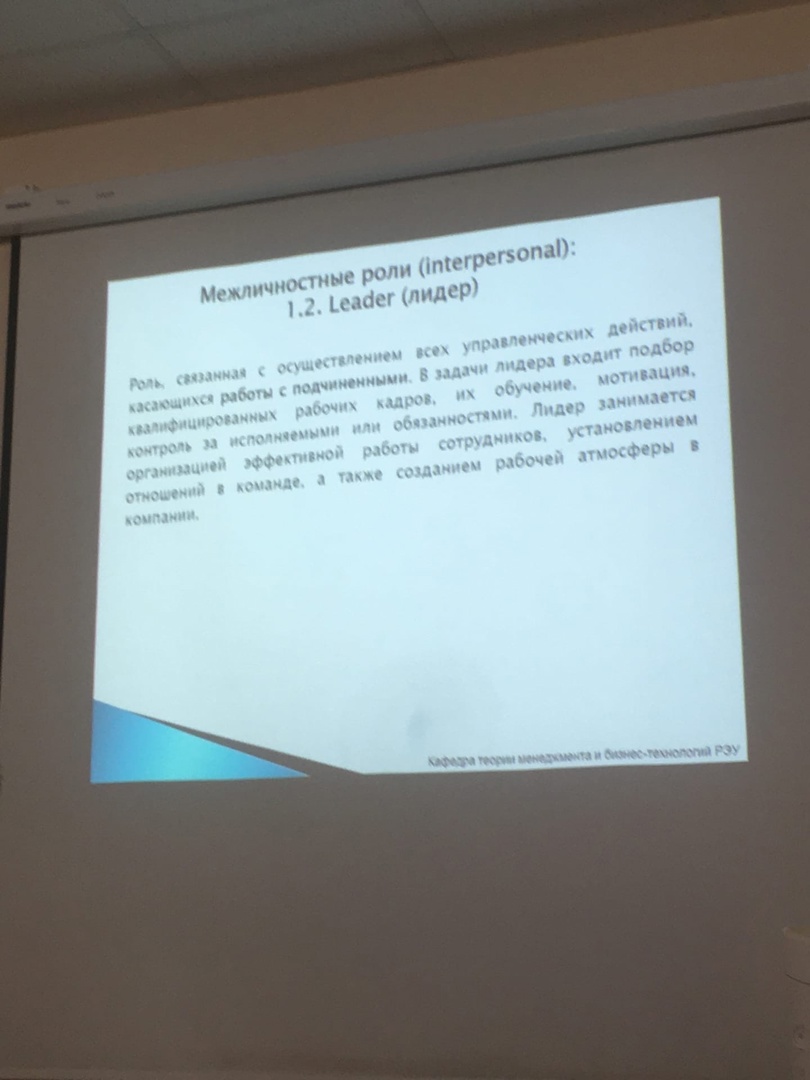 Межличностные роли (interpersonal):
1.2. Leader (лидер)
Роль, связанная с осуществлением всех управленческих действий,
касающихся работы с подчиненными. В задачи лидера входит подбор
квалифицированных рабочих кадров, их обучение, мотивация,
контроль за исполняемыми или обязанностями. Лидер занимается
организацией эффективной работы сотрудников, установлением
отношений в команде, а также созданием рабочей атмосферы в
компании.
Кафедра теории менеджмента и бизнес-технологий РЭУ